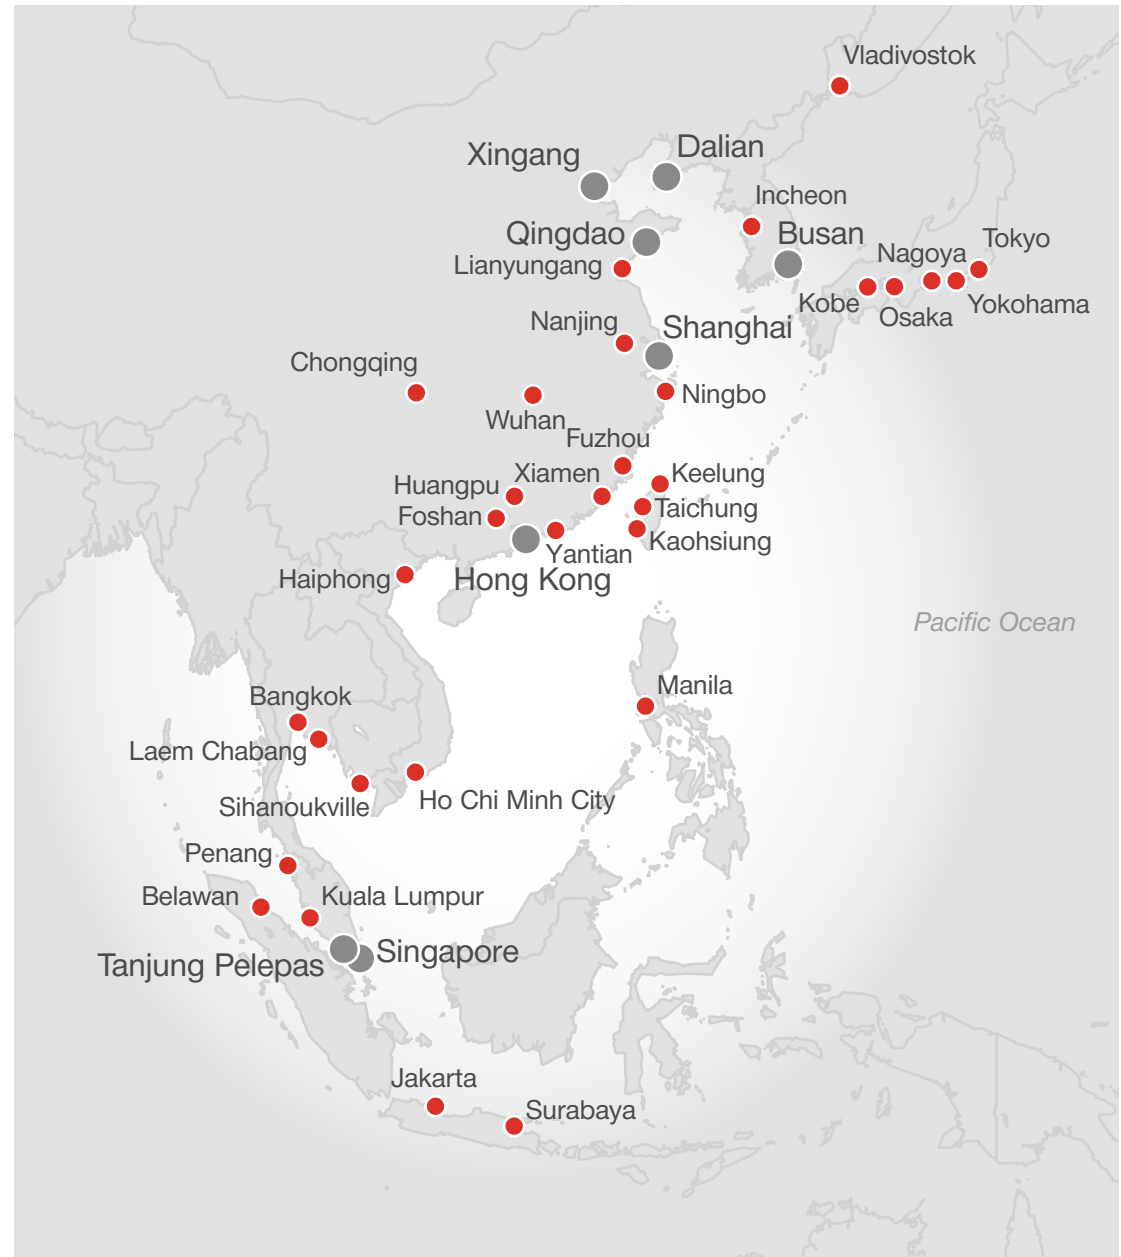 Vladivostok
Dalian
Xingang
Incheon
Qingdao
Busan
Tokyo
Nagoya
Lianyungang
Kobe
Osaka
Yokohama
Nanjing
Shanghai
Chongqing
Ningbo
Wuhan
Fuzhou
Xiamen
Keelung
Huangpu
Taichung
Foshan
Kaohsiung
Yantian
Haiphong
Hong Kong
Pacific Ocean
Manila
Bangkok
Laem Chabang
Ho Chi Minh City
Sihanoukville
Penang
Belawan
Kuala Lumpur
Singapore
Tanjung Pelepas
Jakarta
Surabaya